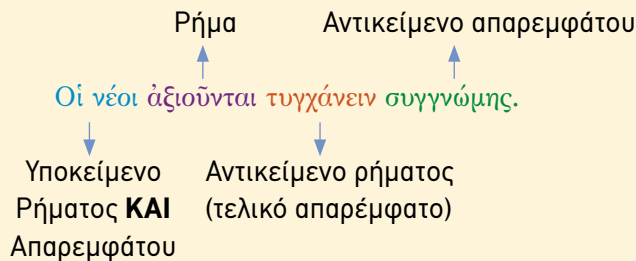 Ρήμα Αντικείμενο απαρεμφάτου
Οἱ νέοι ἀξιοῦνται τυγχάνειν συγγνώμης.
Υποκείμενο Αντικείμενο ρήματος
Ρήματος ΚΑΙ (τελικό απαρέμφατο)
Απαρεμφάτου